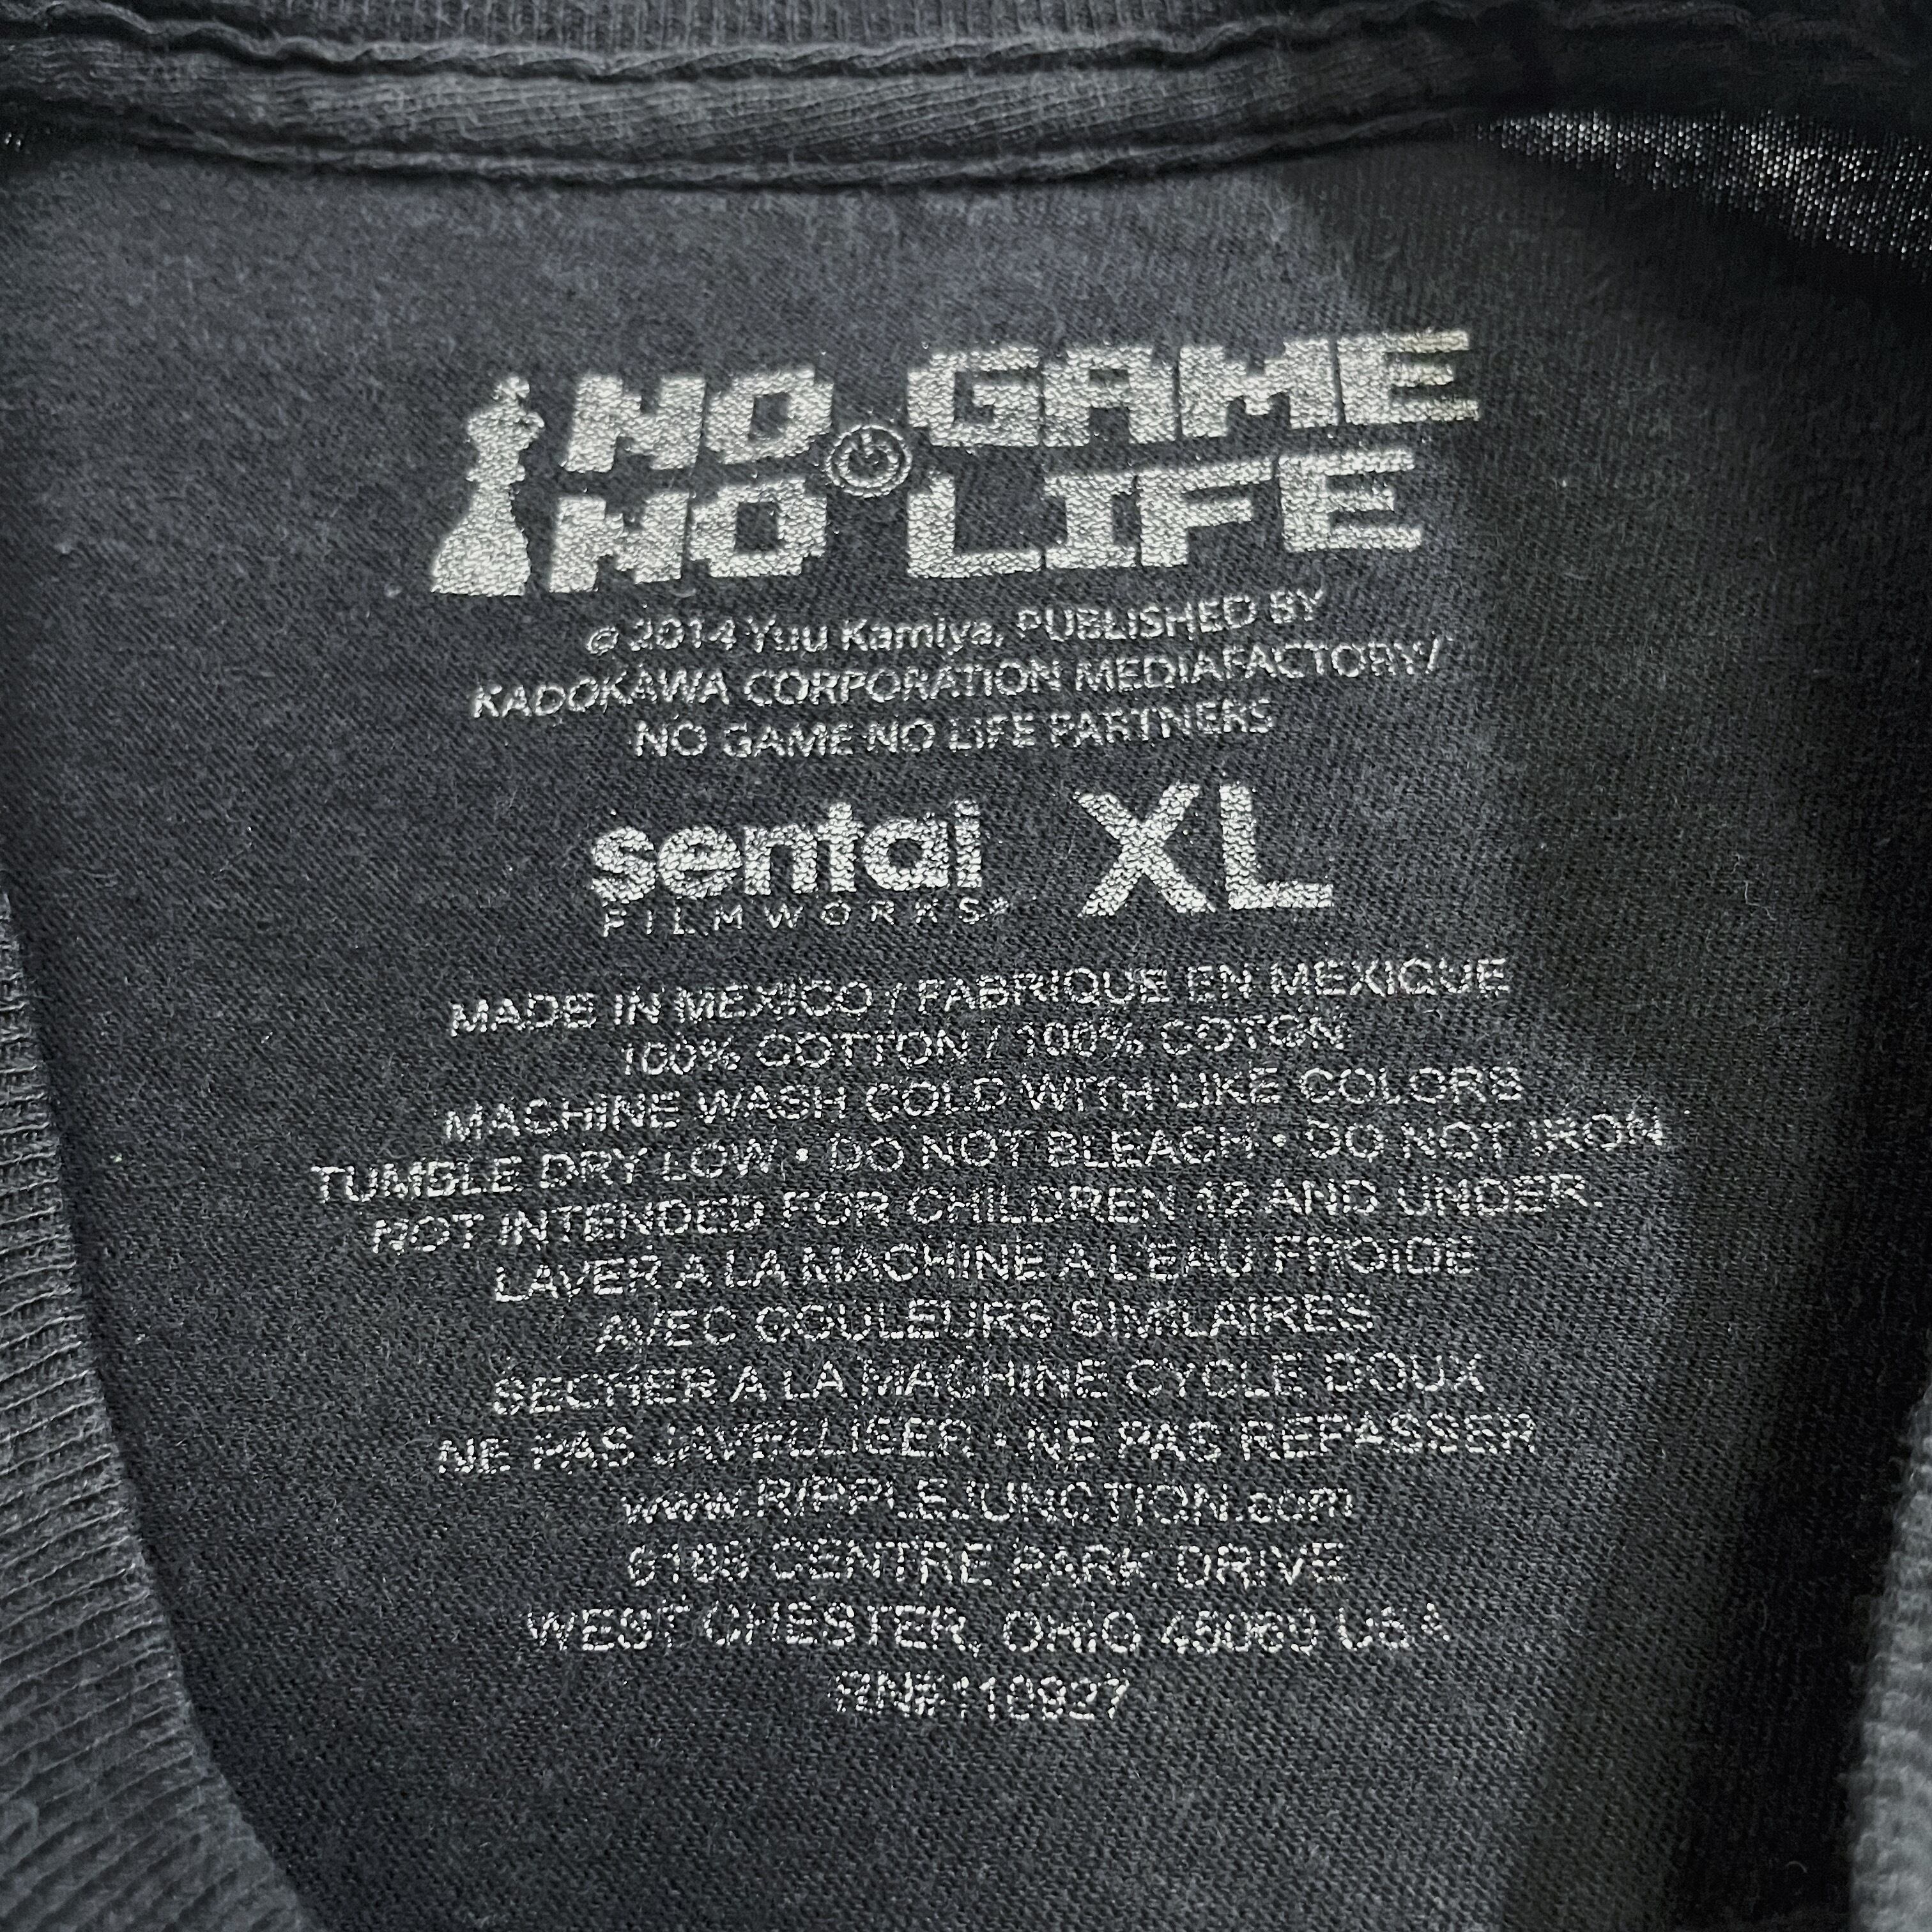 NO GAME
NO LIFE
© 2014 Yuu Kamiya, PUBLISHED BY
KADOKAWA CORPORATION MEDIAFACTORY/
NO GAME NO LIFE PARTNERS
sentai XL
FILMWORKS®
MADE IN MEXICO / FABRIQUE EN MEXIQUE
100% COTTON / 100% COTON
MACHINE WASH COLD WITH LIKE COLORS
TUMBLE DRY LOW • DO NOT BLEACH • DO NOT IRON
NOT INTENDED FOR CHILDREN 12 AND UNDER.
LAVER A LA MACHINE A L'EAU FROIDE
AVEC COULEURS SIMILAIRES
SECHER A LA MACHINE CYCLE DOUX
NE PAS JAVELLISER • NE PAS REPASSER
www.RIPPLEJUNCTION.com
CENTRE PARK DRIVE
WEST CHESTER, OHIO 45069 USA
RN#110927